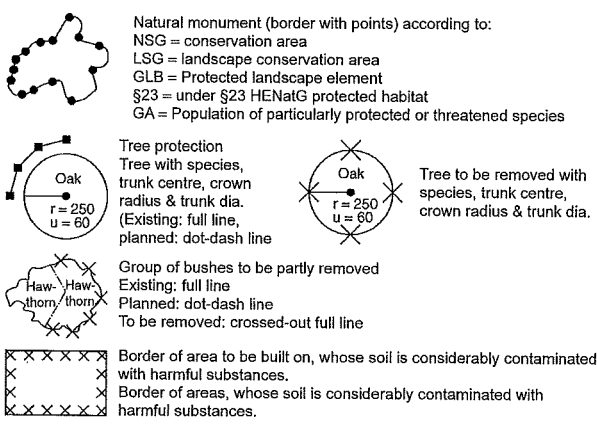 Natural monument (border with points) according to:
NSG = conservation area
LSG = landscape conservation area
GLB = Protected landscape element
§23 = under §23 HENatG protected habitat
GA = Population of particularly protected or threatened species
Oak
r = 250
u = 60
Tree protection
Tree with species,
trunk centre, crown
radius & trunk dia.
(Existing: full line,
planned: dot-dash line
Oak
r = 250
u = 60
Tree to be removed with
species, trunk centre,
crown radius & trunk dia.
Haw-
thorn
Haw-
thorn
Group of bushes to be partly removed
Existing: full line
Planned: dot-dash line
To be removed: crossed-out full line
Border of area to be built on, whose soil is considerably contaminated
with harmful substances.
Border of areas, whose soil is considerably contaminated with
harmful substances.